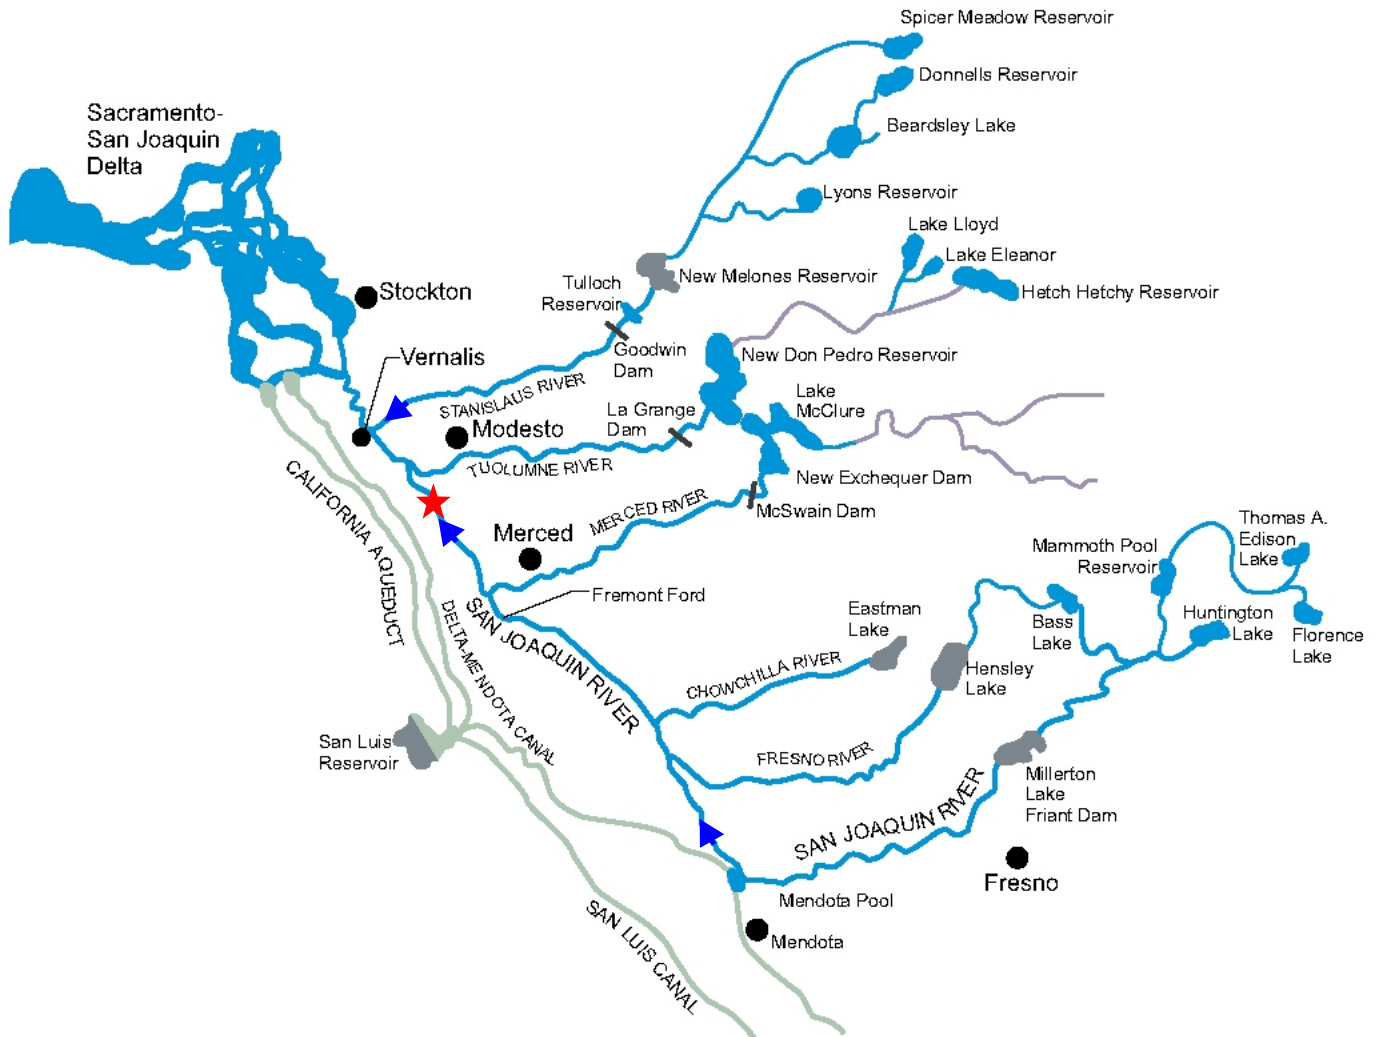 Spicer Meadow Reservoir
Donnells Reservoir
Sacramento-
San Joaquin
Delta
Beardsley Lake
Lyons Reservoir
Lake Lloyd
Lake Eleanor
New Melones Reservoir
Tulloch
Reservoir
Hetch Hetchy Reservoir
Stockton
Goodwin
Dam
New Don Pedro Reservoir
Vernalis
STANISLAUS RIVER
Lake
McClure
La Grange
Dam
Modesto
TUOLUMNE RIVER
New Exchequer Dam
MERCED RIVER
McSwain Dam
CALIFORNIA AQUEDUCT
Merced
Thomas A.
Edison
Lake
Mammoth Pool
Reservoir
Fremont Ford
Eastman
Lake
Bass
Lake
Huntington
Lake
Florence
Lake
DELTA-MENDOTA CANAL
SAN JOAQUIN RIVER
CHOWCHILLA RIVER
Hensley
Lake
San Luis
Reservoir
FRESNO RIVER
Millerton
Lake
Friant Dam
SAN JOAQUIN RIVER
Fresno
Mendota Pool
Mendota
SAN LUIS CANAL